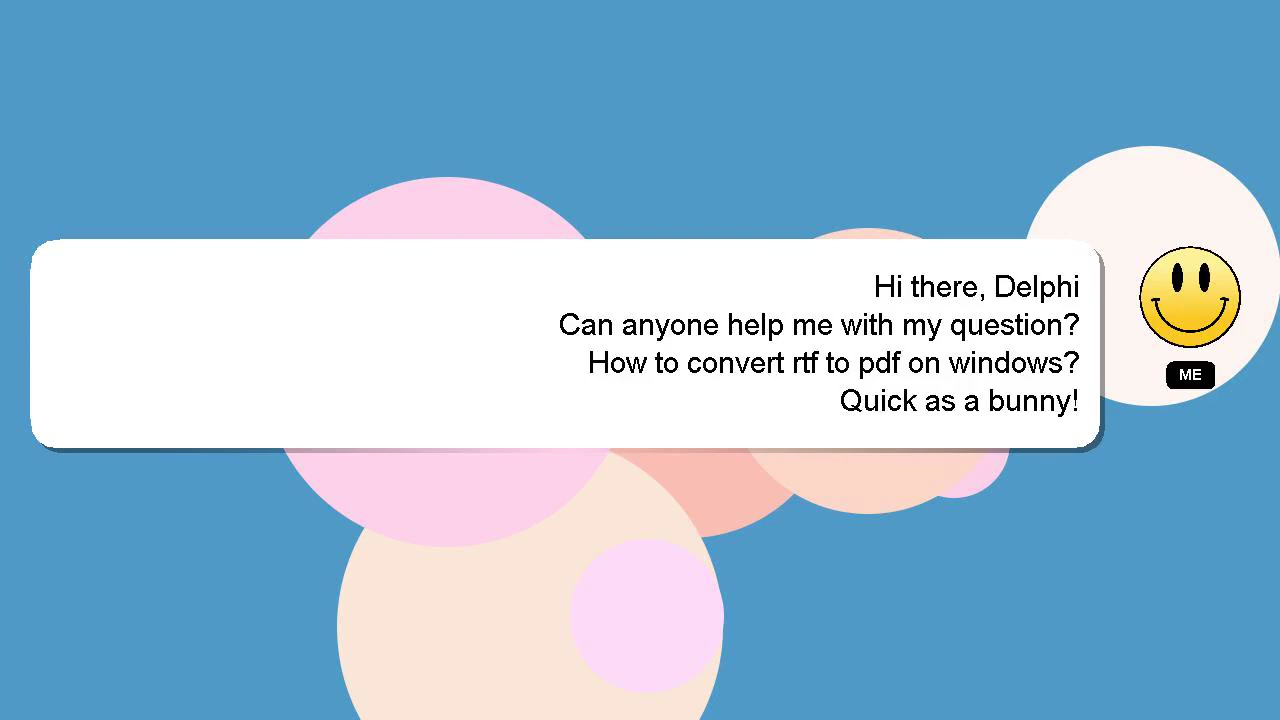 Hi there, Delphi
Can anyone help me with my question?
How to convert rtf to pdf on windows?
Quick as a bunny!
ME